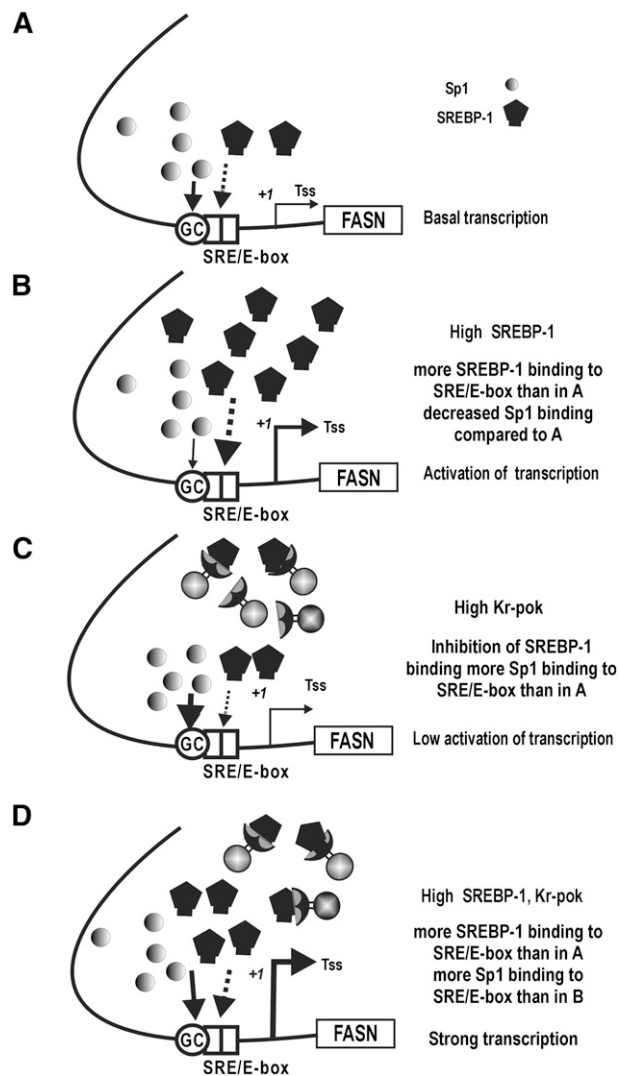 A
Sp1
SREBP-1
+1
Tss
GC
FASN
Basal transcription
SRE/E-box
B
High SREBP-1
more SREBP-1 binding to
SRE/E-box than in A
decreased Sp1 binding
compared to A
+1
Tss
GC
FASN
Activation of transcription
SRE/E-box
C
High Kr-pok
Inhibition of SREBP-1
binding more Sp1 binding to
SRE/E-box than in A
+1
Tss
GC
FASN
Low activation of transcription
SRE/E-box
D
High SREBP-1, Kr-pok
more SREBP-1 binding to
SRE/E-box than in A
more Sp1 binding to
SRE/E-box than in B
+1
Tss
GC
FASN
Strong transcription
SRE/E-box